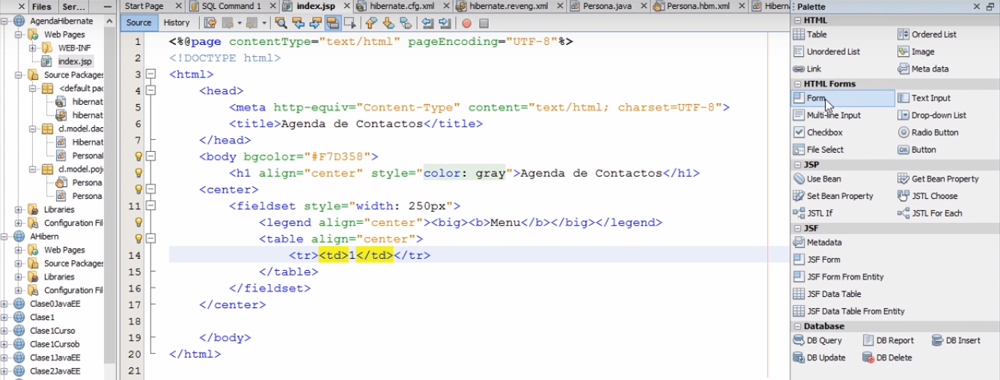 Files
Ser...
AgendaHibernate
Web Pages
WEB-INF
index.jsp
Source Packages
<default pac
hibernat
hibernat
cl.model.dac
Hibernat
Personal
cl.model.pojo
Persona.
Persona.
Libraries
Configuration Fil
AHibern
Web Pages
Source Packages
Libraries
Configuration Fil
Clase0JavaEE
Clase1
Clase1Curso
Clase1Cursob
Clase1JavaEE
Clase2JavaEE
Start Page
SQL Command 1
index.jsp
hibernate.cfg.xml
hibernate.reveng.xml
Persona.java
Persona.hbm.xml
Hibern
Source
History
1 <%@page contentType="text/html" pageEncoding="UTF-8"%>
2 <!DOCTYPE html>
3 <html>
4 <head>
5 <meta http-equiv="Content-Type" content="text/html; charset=UTF-8">
6 <title>Agenda de Contactos</title>
7 </head>
<body bgcolor="#F7D358">
<h1 align="center" style="color: gray">Agenda de Contactos</h1>
<center>
11 <fieldset style="width: 250px">
<legend align="center"><big><b>Menu</b></big></legend>
<table align="center">
14 <tr><td>1</td></tr>
15 </table>
16 </fieldset>
17 </center>
18
19 </body>
20 </html>
21
Palette
HTML
Table
Ordered List
Unordered List
Image
Link
Meta data
HTML Forms
Form
Text Input
Multi-line Input
Drop-down List
Checkbox
Radio Button
File Select
Button
JSP
Use Bean
Get Bean Property
Set Bean Property
JSTL Choose
JSTL If
JSTL For Each
JSF
Metadata
JSF Form
JSF Form From Entity
JSF Data Table
JSF Data Table From Entity
Database
DB Query
DB Report
DB Insert
DB Update
DB Delete